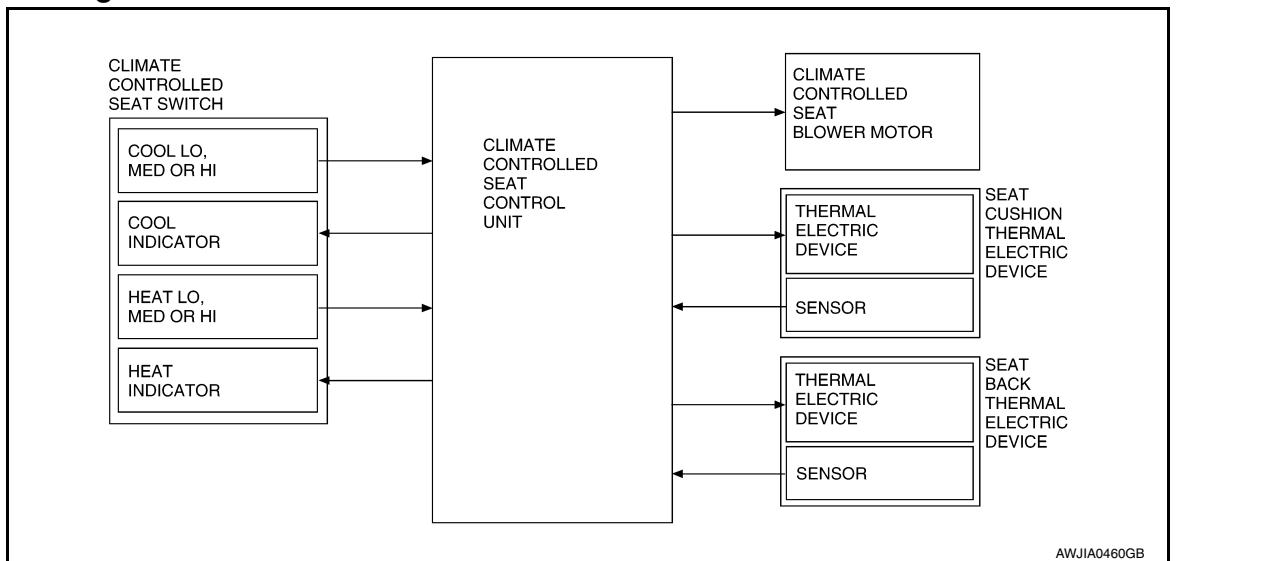 CLIMATE
CONTROLLED
SEAT SWITCH
COOL LO,
MED OR HI
COOL
INDICATOR
HEAT LO,
MED OR HI
HEAT
INDICATOR
CLIMATE
CONTROLLED
SEAT
CONTROL
UNIT
CLIMATE
CONTROLLED
SEAT
BLOWER MOTOR
THERMAL
ELECTRIC
DEVICE
SENSOR
SEAT
CUSHION
THERMAL
ELECTRIC
DEVICE
THERMAL
ELECTRIC
DEVICE
SENSOR
SEAT
BACK
THERMAL
ELECTRIC
DEVICE
AWJIA0460GB